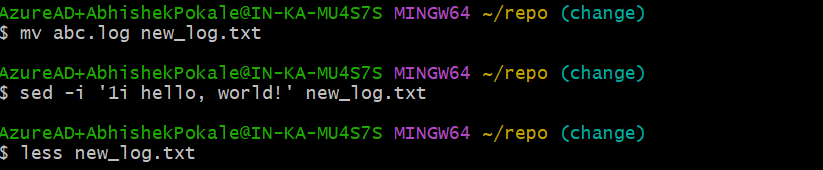 AzureAD+AbhishekPokale@IN-KA-MU4S7S MINGW64 ~/repo (change)
$ mv abc.log new_log.txt
AzureAD+AbhishekPokale@IN-KA-MU4S7S MINGW64 ~/repo (change)
$ sed -i '1i hello, world!' new_log.txt
AzureAD+AbhishekPokale@IN-KA-MU4S7S MINGW64 ~/repo (change)
$ less new_log.txt